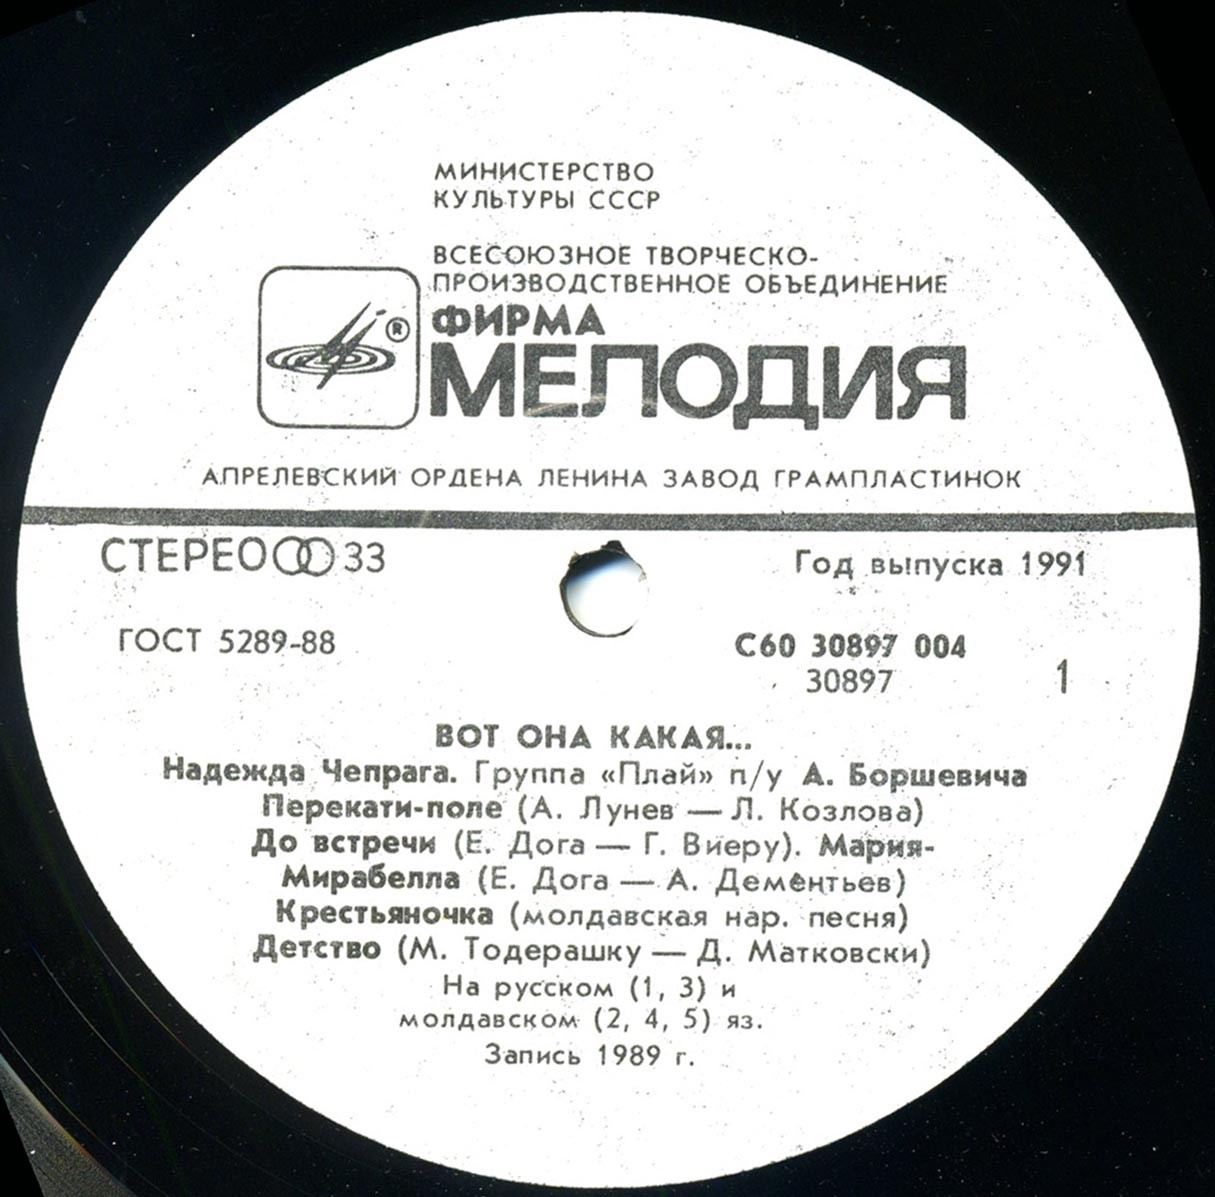 МИНИСТЕРСТВО
КУЛЬТУРЫ СССР
ВСЕСОЮЗНОЕ ТВОРЧЕСКО-
ПРОИЗВОДСТВЕННОЕ ОБЪЕДИНЕНИЕ
ФИРМА
®
МЕЛОДИЯ
АПРЕЛЕВСКИЙ ОРДЕНА ЛЕНИНА ЗАВОД ГРАМПЛАСТИНОК
СТЕРЕО 33
Год выпуска 1991
ГОСТ 5289-88
С60 30897 004
30897
1
ВОТ ОНА КАКАЯ...
Надежда Чепрага. Группа «Плай» п/у А. Боршевича
Перекати-поле (А. Лунев — Л. Козлова)
До встречи (Е. Дога — Г. Виеру). Мария-
Мирабелла (Е. Дога — А. Дементьев)
Крестьяночка (молдавская нар. песня)
Детство (М. Тодерашку — Д. Матковски)
На русском (1, 3) и
молдавском (2, 4, 5) яз.
Запись 1989 г.